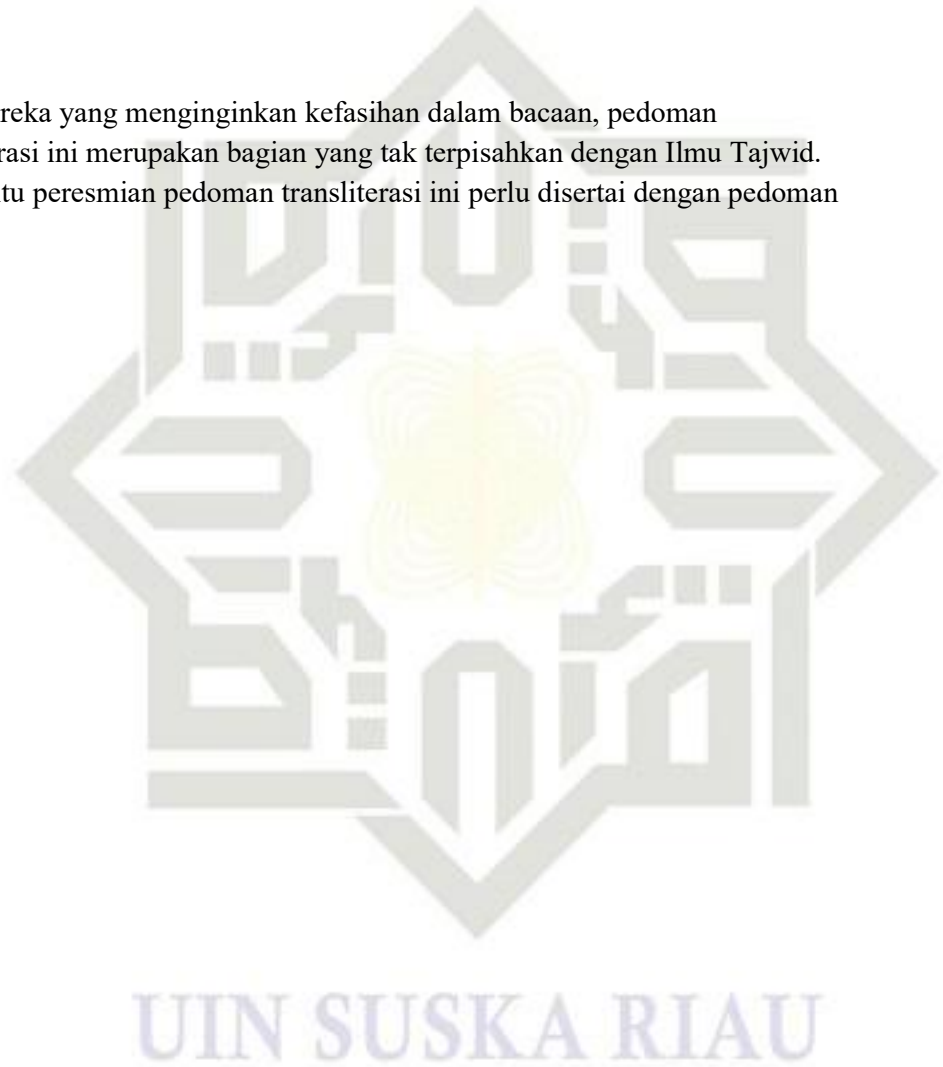 reka yang menginginkan kefasihan dalam bacaan, pedoman
rasi ini merupakan bagian yang tak terpisahkan dengan Ilmu Tajwid.
tu peresmian pedoman transliterasi ini perlu disertai dengan pedoman
UIN SUSKA RIAU